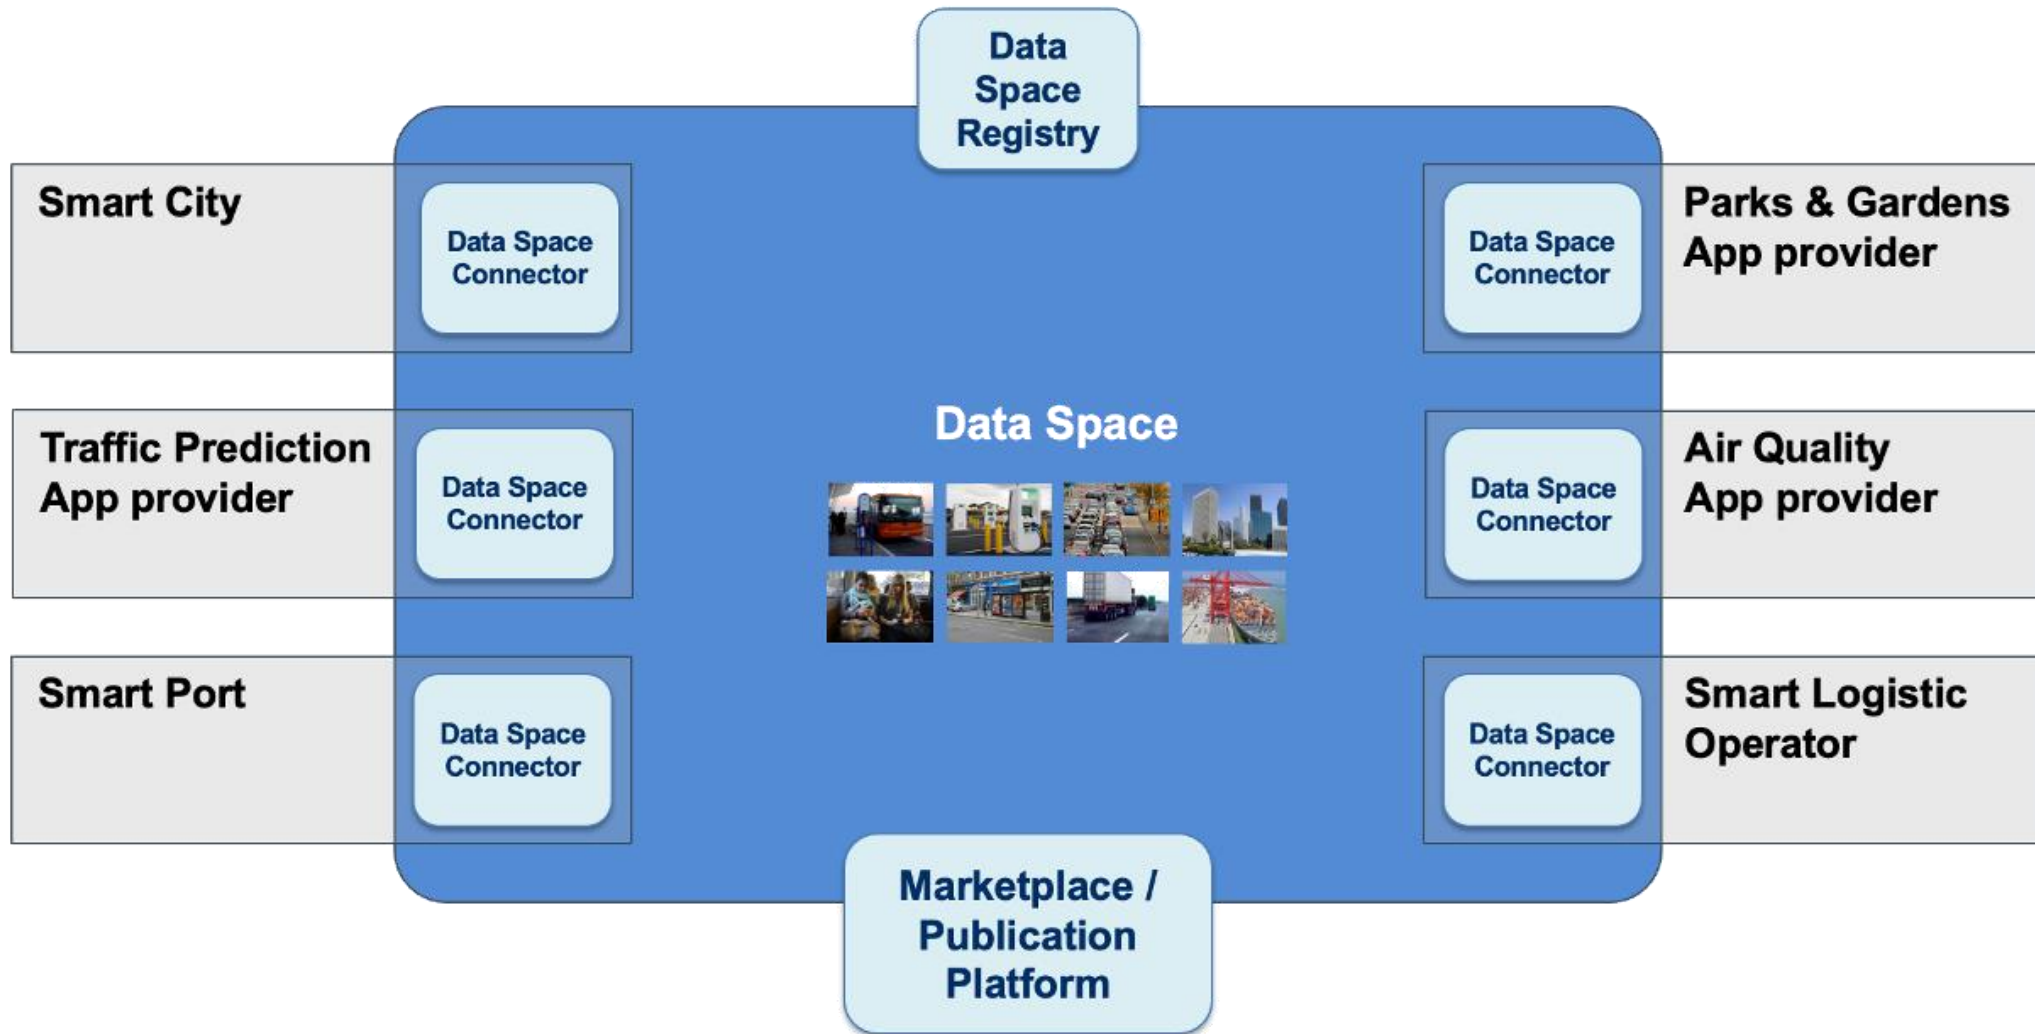 Data
Space
Registry
Smart City
Data Space
Connector
Data Space
Connector
Parks & Gardens
App provider
Traffic Prediction
App provider
Data Space
Connector
Data Space
Data Space
Connector
Air Quality
App provider
Smart Port
Data Space
Connector
Data Space
Connector
Smart Logistic
Operator
Marketplace /
Publication
Platform